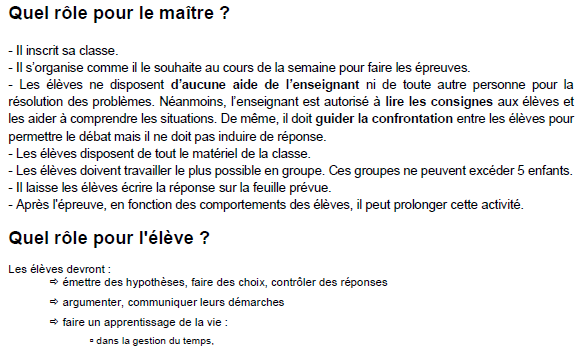 Quel rôle pour le maître ?
- Il inscrit sa classe.
- Il s'organise comme il le souhaite au cours de la semaine pour faire les épreuves.
- Les élèves ne disposent d'aucune aide de l'enseignant ni de toute autre personne pour la
résolution des problèmes. Néanmoins, l'enseignant est autorisé à lire les consignes aux élèves et
les aider à comprendre les situations. De même, il doit guider la confrontation entre les élèves pour
permettre le débat mais il ne doit pas induire de réponse.
- Les élèves disposent de tout le matériel de la classe.
- Les élèves doivent travailler le plus possible en groupe. Ces groupes ne peuvent excéder 5 enfants.
- Il laisse les élèves écrire la réponse sur la feuille prévue.
- Après l'épreuve, en fonction des comportements des élèves, il peut prolonger cette activité.
Quel rôle pour l'élève ?
Les élèves devront :
⇨ émettre des hypothèses, faire des choix, contrôler des réponses
⇨ argumenter, communiquer leurs démarches
⇨ faire un apprentissage de la vie :
▫ dans la gestion du temps,